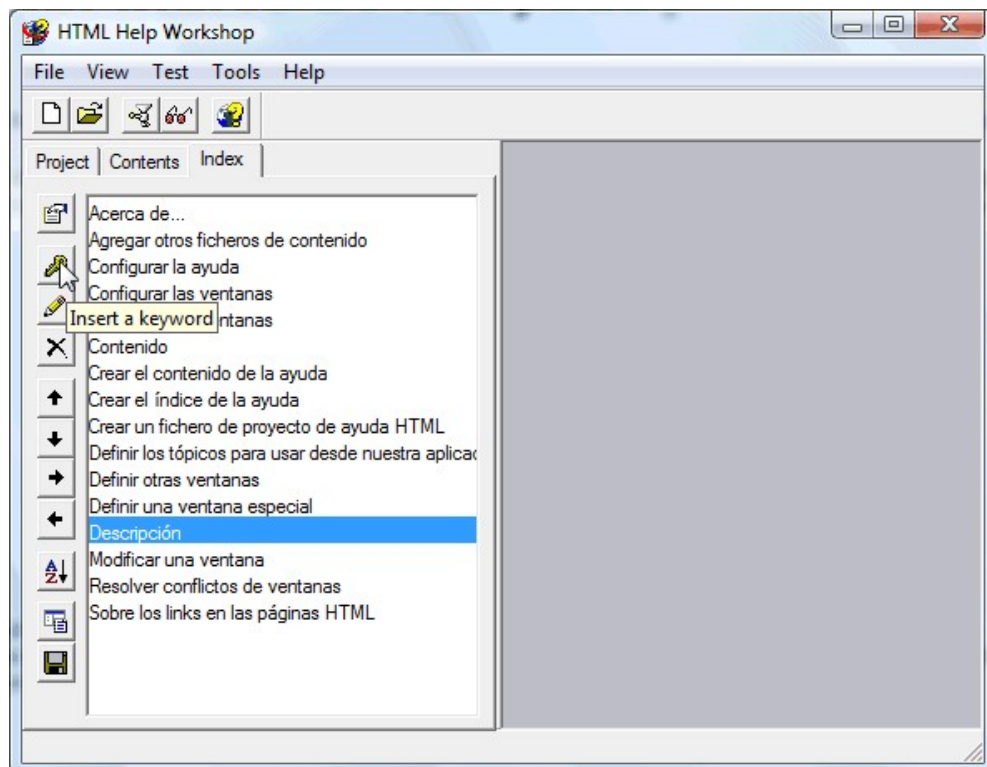 HTML Help Workshop
File View Test Tools Help
Project Contents Index
Acerca de...
Agregar otros ficheros de contenido
Configurar la ayuda
Configurar las ventanas
Insert a keyword
ntanas
Contenido
Crear el contenido de la ayuda
Crear el índice de la ayuda
Crear un fichero de proyecto de ayuda HTML
Definir los tópicos para usar desde nuestra aplicac
Definir otras ventanas
Definir una ventana especial
Descripción
Modificar una ventana
Resolver conflictos de ventanas
Sobre los links en las páginas HTML